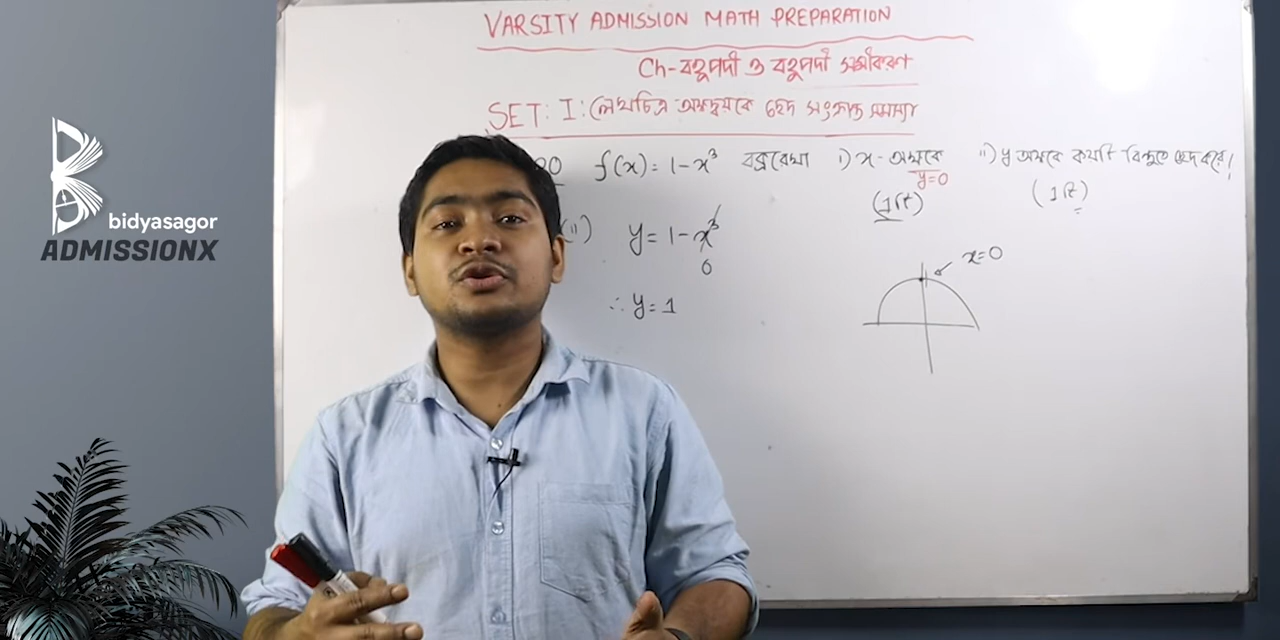 VARSITY ADMISSION MATH PREPARATION
Ch-বহুপদী ও বহুপদী সমীকরণ
SET: I: লেখচিত্র অক্ষদ্বয়কে ছেদ সংক্রান্ত সমস্যা
f(x) = 1 - x³ বক্ররেখা i) x-অক্ষকে ii) y অক্ষকে কয়টি বিন্দুতে ছেদ করে?
y=0
(1টি) (1টি)
(ii) y = 1 - x³
0
x=0
∴ y = 1
bidyasagor
ADMISSIONX